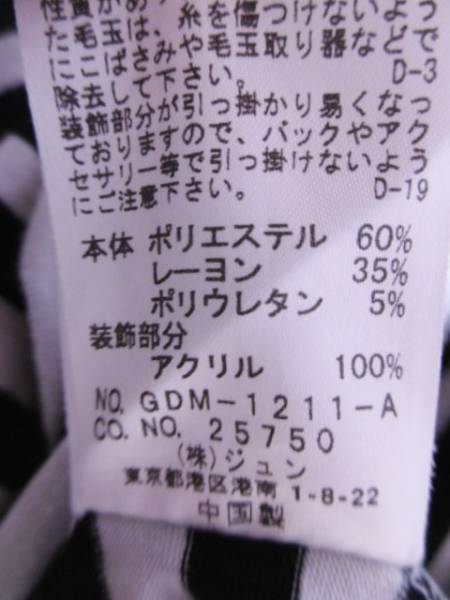 性質があ
た毛玉は、糸を傷つけないよう
にこばさみや毛玉取り器などで
除去して下さい。 D-3
装飾部分が引っ掛かり易くなっ
ておりますので、バックやアク
セサリー等で引っ掛けないよう
にご注意下さい。 D-19
本体 ポリエステル 60%
レーヨン 35%
ポリウレタン 5%
装飾部分
アクリル 100%
NO. GDM-1211-A
CO. NO. 25750
(株)ジュン
東京都港区港南 1-8-22
中国製